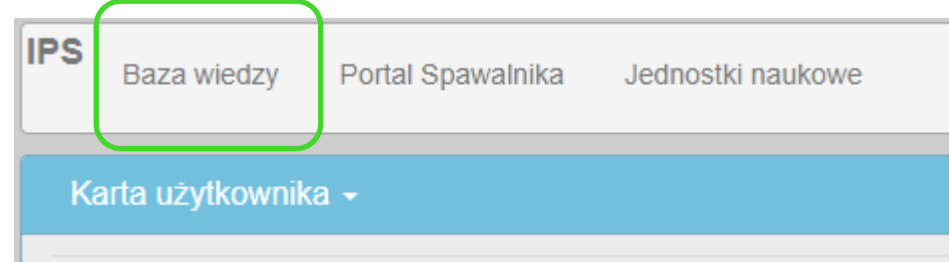 IPS Baza wiedzy Portal Spawalnika Jednostki naukowe
Karta użytkownika